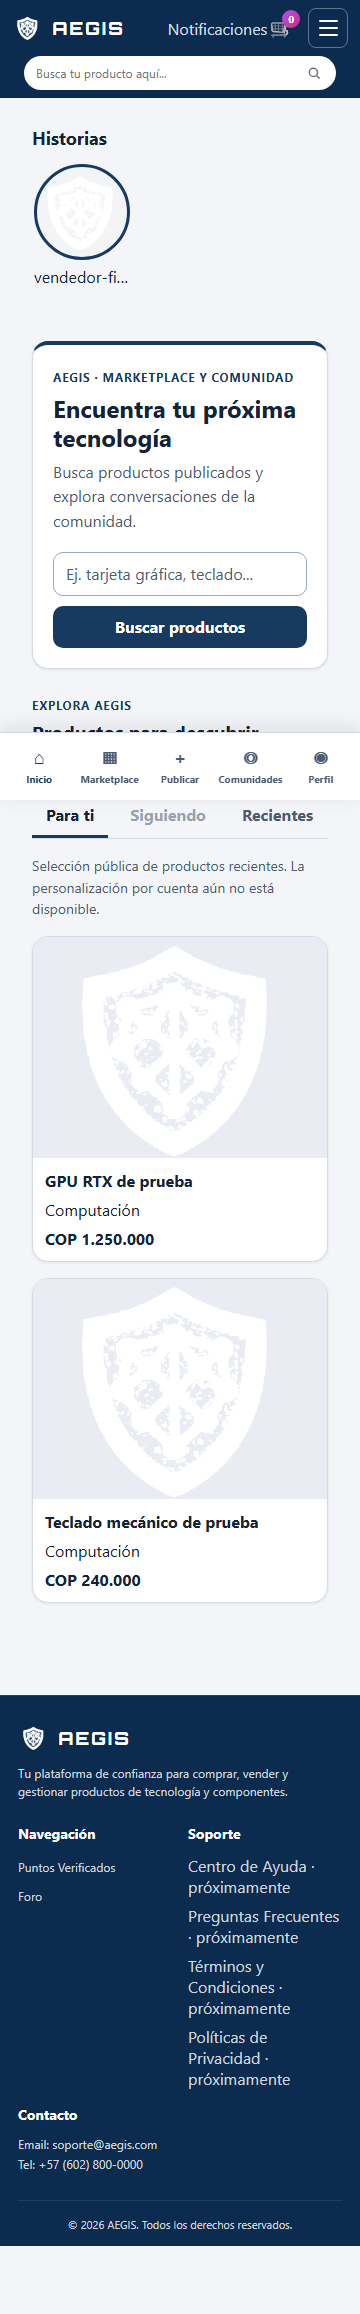 AEGIS
Notificaciones
0
Busca tu producto aquí...
Historias
vendedor-fi...
AEGIS · MARKETPLACE Y COMUNIDAD
Encuentra tu próxima
tecnología
Busca productos publicados y
explora conversaciones de la
comunidad.
Ej. tarjeta gráfica, teclado...
Buscar productos
EXPLORA AEGIS
Productos para descubrir
Inicio
Marketplace
+
Publicar
Comunidades
Perfil
Para ti
Siguiendo
Recientes
Selección pública de productos recientes. La
personalización por cuenta aún no está
disponible.
GPU RTX de prueba
Computación
COP 1.250.000
Teclado mecánico de prueba
Computación
COP 240.000
AEGIS
Tu plataforma de confianza para comprar, vender y
gestionar productos de tecnología y componentes.
Navegación
Puntos Verificados
Foro
Soporte
Centro de Ayuda ·
próximamente
Preguntas Frecuentes
· próximamente
Términos y
Condiciones ·
próximamente
Políticas de
Privacidad ·
próximamente
Contacto
Email: soporte@aegis.com
Tel: +57 (602) 800-0000
© 2026 AEGIS. Todos los derechos reservados.